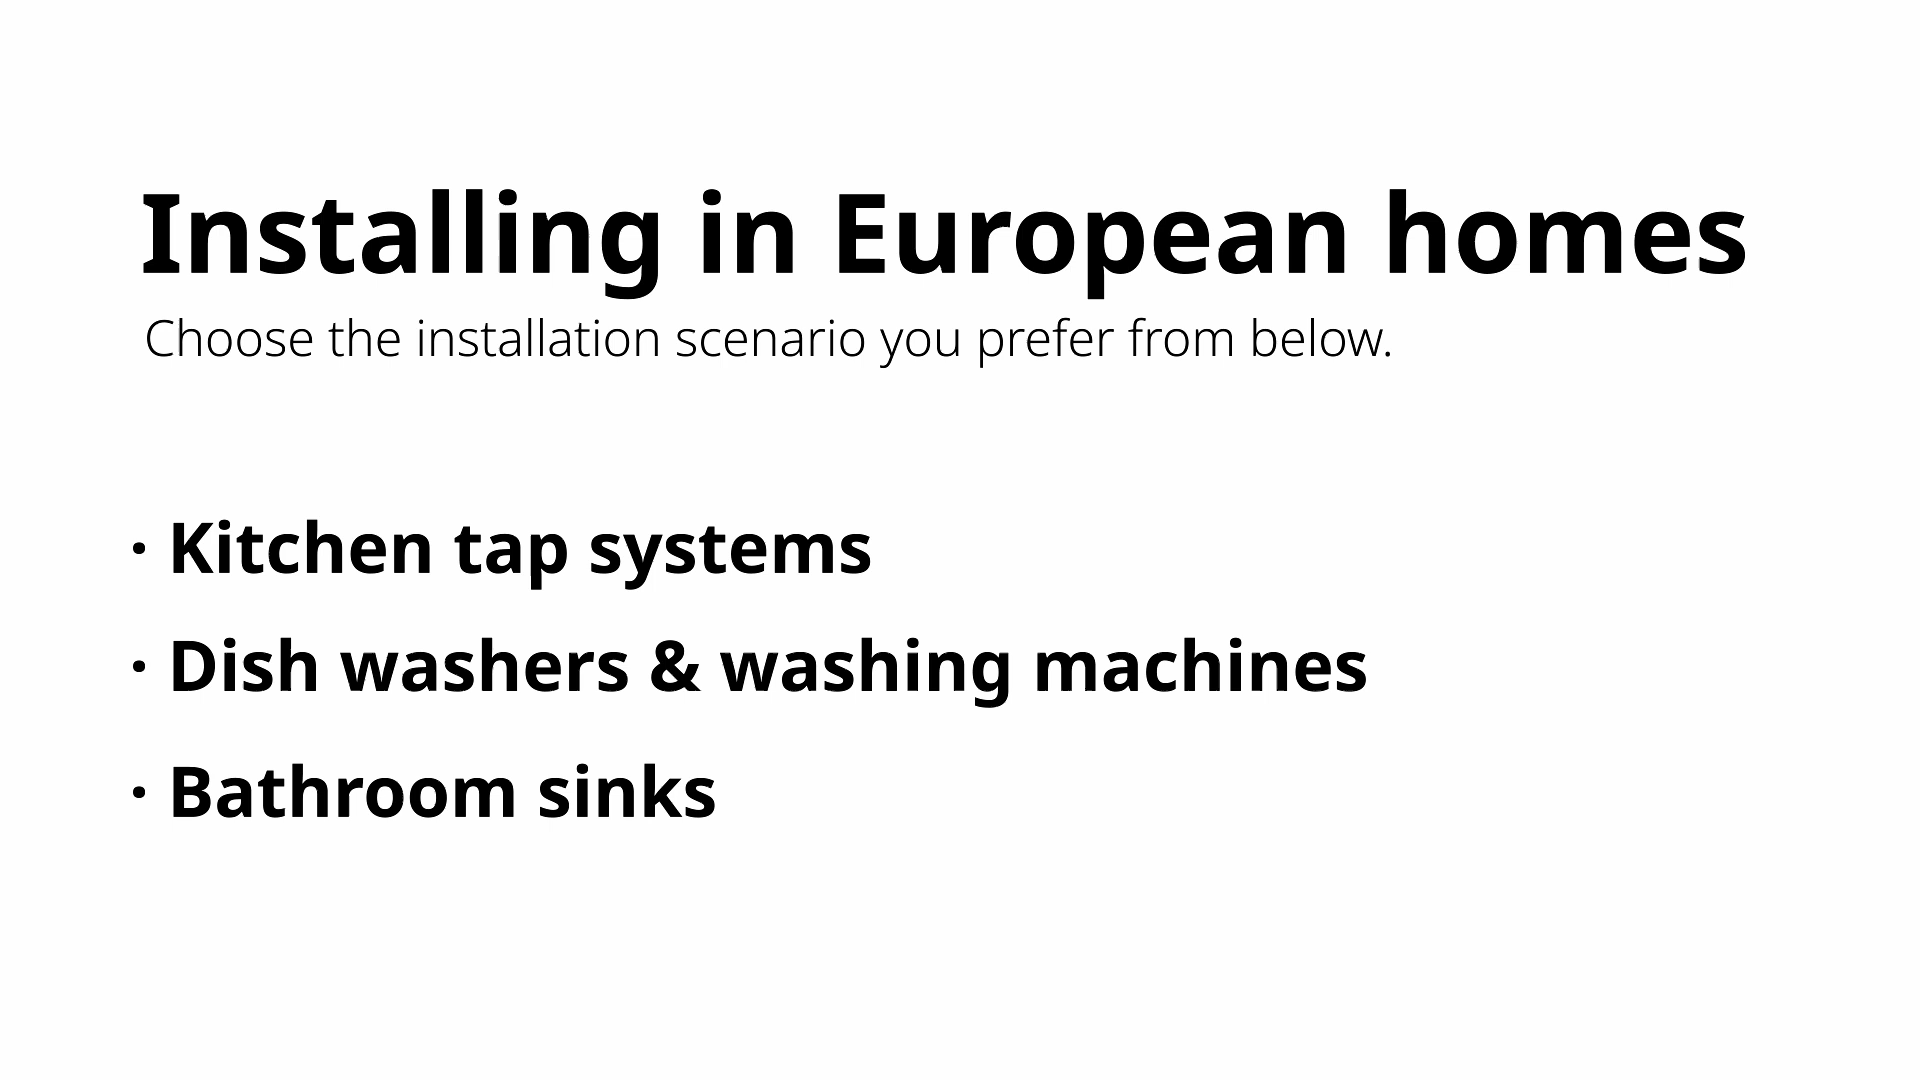 Installing in European homes
Choose the installation scenario you prefer from below.
· Kitchen tap systems
· Dish washers & washing machines
· Bathroom sinks